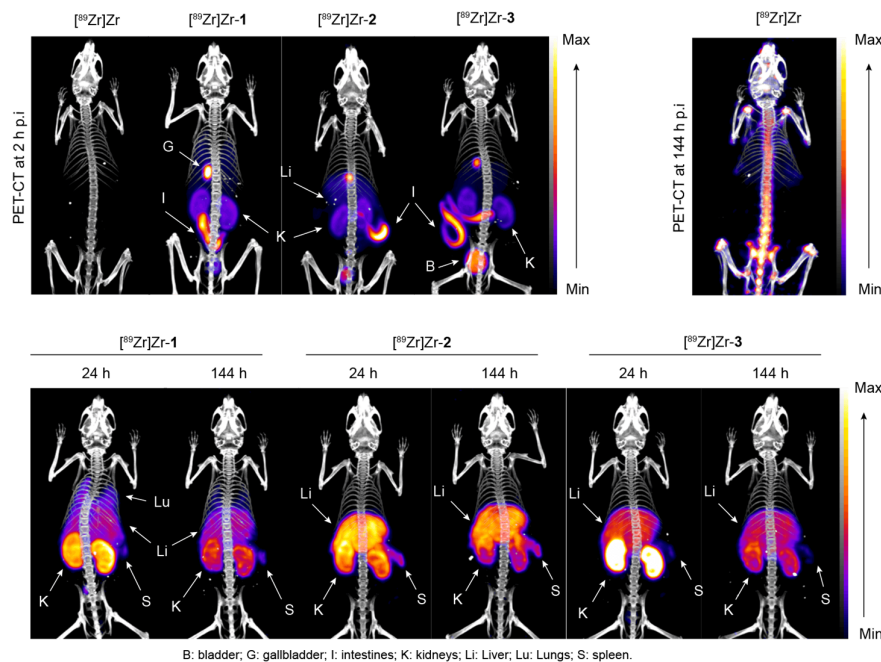 [⁸⁹Zr]Zr [⁸⁹Zr]Zr-1 [⁸⁹Zr]Zr-2 [⁸⁹Zr]Zr-3 [⁸⁹Zr]Zr
PET-CT at 2 h p.i
G
I
Li
K
I
B
K
Max
Min
PET-CT at 144 h p.i
Max
Min
[⁸⁹Zr]Zr-1 [⁸⁹Zr]Zr-2 [⁸⁹Zr]Zr-3
24 h 144 h 24 h 144 h 24 h 144 h
Lu
Li
K
S
K
S
Li
K
S
Li
K
S
Li
K
S
K
S
Max
Min
B: bladder; G: gallbladder; I: intestines; K: kidneys; Li: Liver; Lu: Lungs; S: spleen.